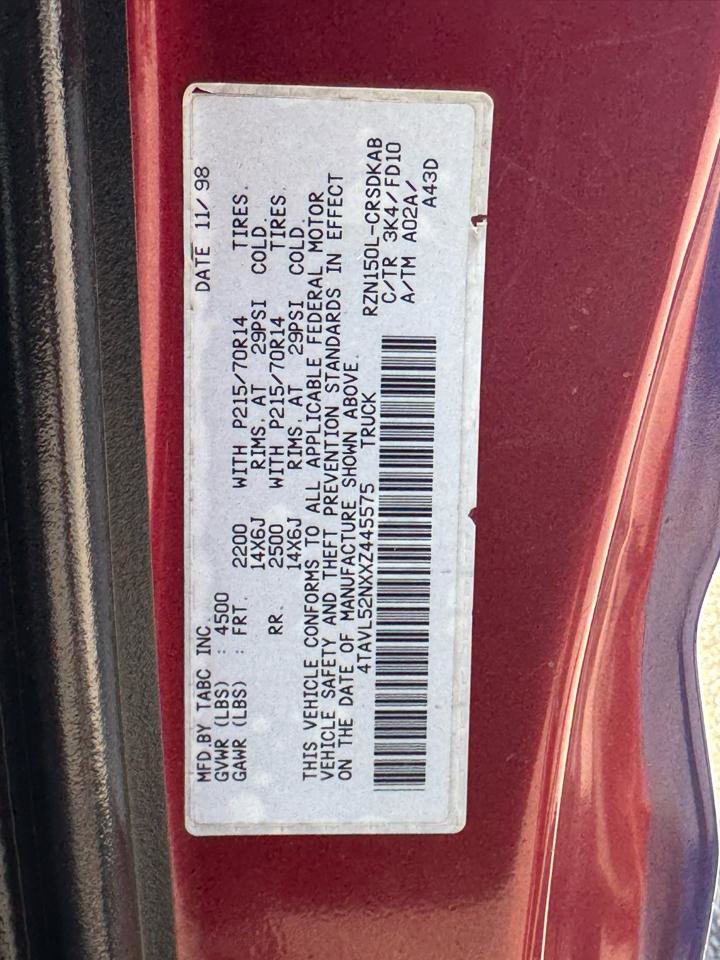 MFD.BY TABC INC. DATE 11/ 98
GVWR (LBS) : 4500
GAWR (LBS) : FRT. 2200 WITH P215/70R14 TIRES.
14X6J RIMS. AT 29PSI COLD.
RR. 2500 WITH P215/70R14 TIRES.
14X6J RIMS. AT 29PSI COLD.
THIS VEHICLE CONFORMS TO ALL APPLICABLE FEDERAL MOTOR
VEHICLE SAFETY AND THEFT PREVENTION STANDARDS IN EFFECT
ON THE DATE OF MANUFACTURE SHOWN ABOVE.
4TAVL52NXXZ445575 TRUCK
RZN150L-CRSDKAB
C/TR 3K4/FD10
A/TM A02A/
A43D